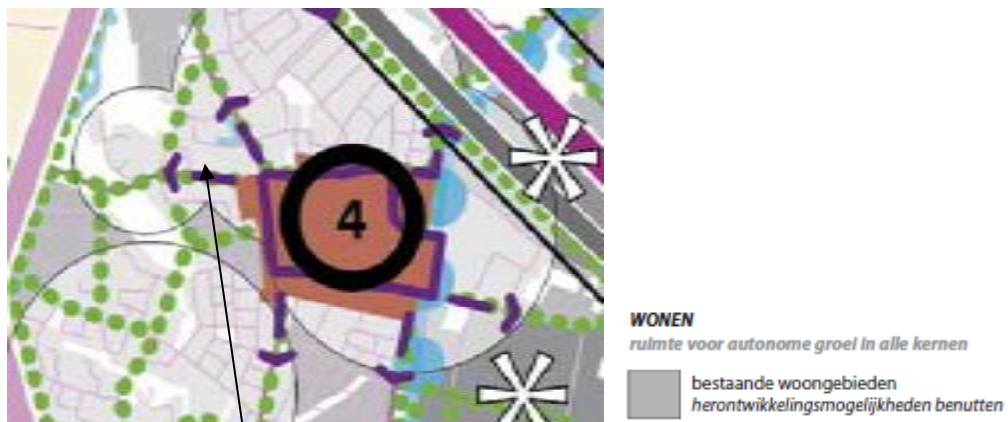 4
WONEN
ruimte voor autonome groei in alle kernen
bestaande woongebieden
herontwikkelingsmogelijkheden benutten